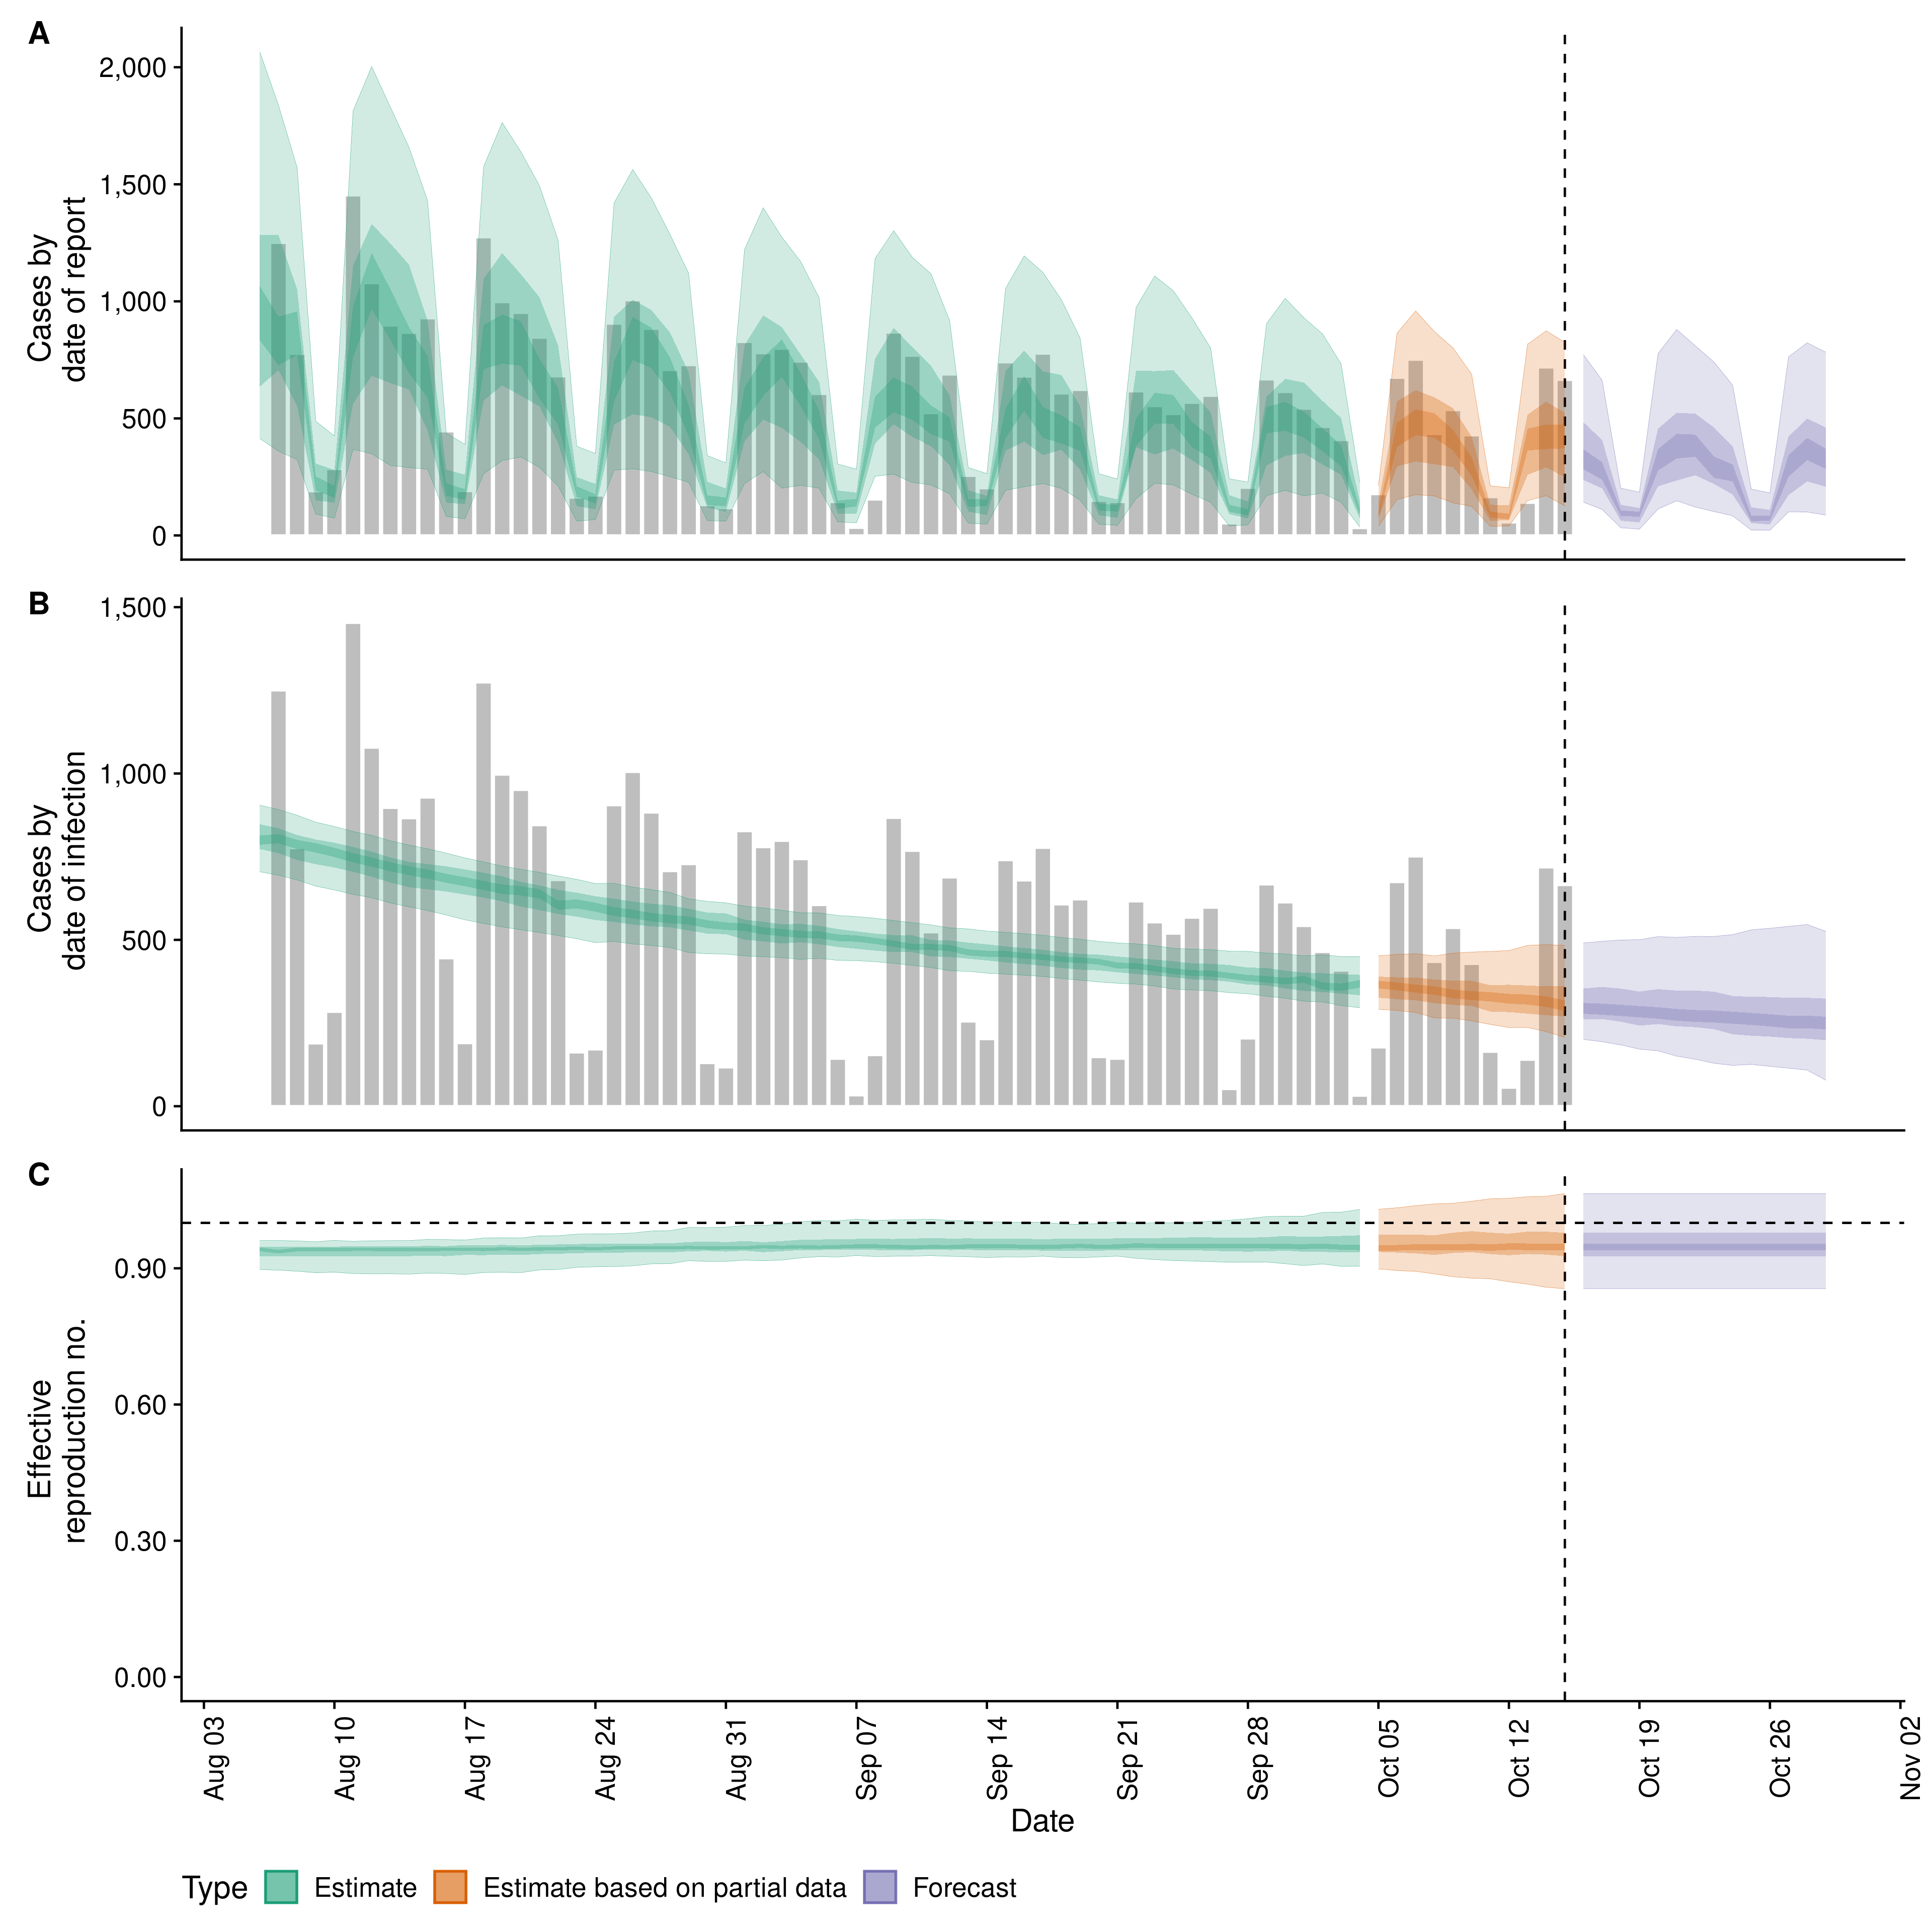 A
2,000
1,500
1,000
500
0
Cases by
date of report
B
1,500
1,000
500
0
Cases by
date of infection
C
0.90
0.60
0.30
0.00
Effective
reproduction no.
Aug 03
Aug 10
Aug 17
Aug 24
Aug 31
Sep 07
Sep 14
Sep 21
Sep 28
Oct 05
Oct 12
Oct 19
Oct 26
Nov 02
Date
Type Estimate Estimate based on partial data Forecast